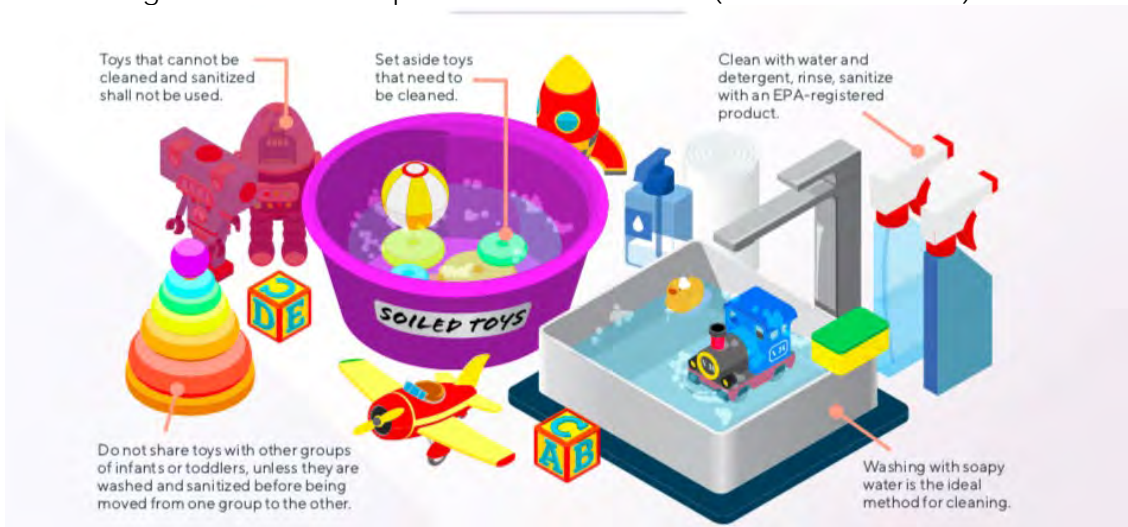 Toys that cannot be
cleaned and sanitized
shall not be used.
Set aside toys
that need to
be cleaned.
Clean with water and
detergent, rinse, sanitize
with an EPA-registered
product.
C
D E
SOILED TOYS
C
A B
Do not share toys with other groups
of infants or toddlers, unless they are
washed and sanitized before being
moved from one group to the other.
Washing with soapy
water is the ideal
method for cleaning.